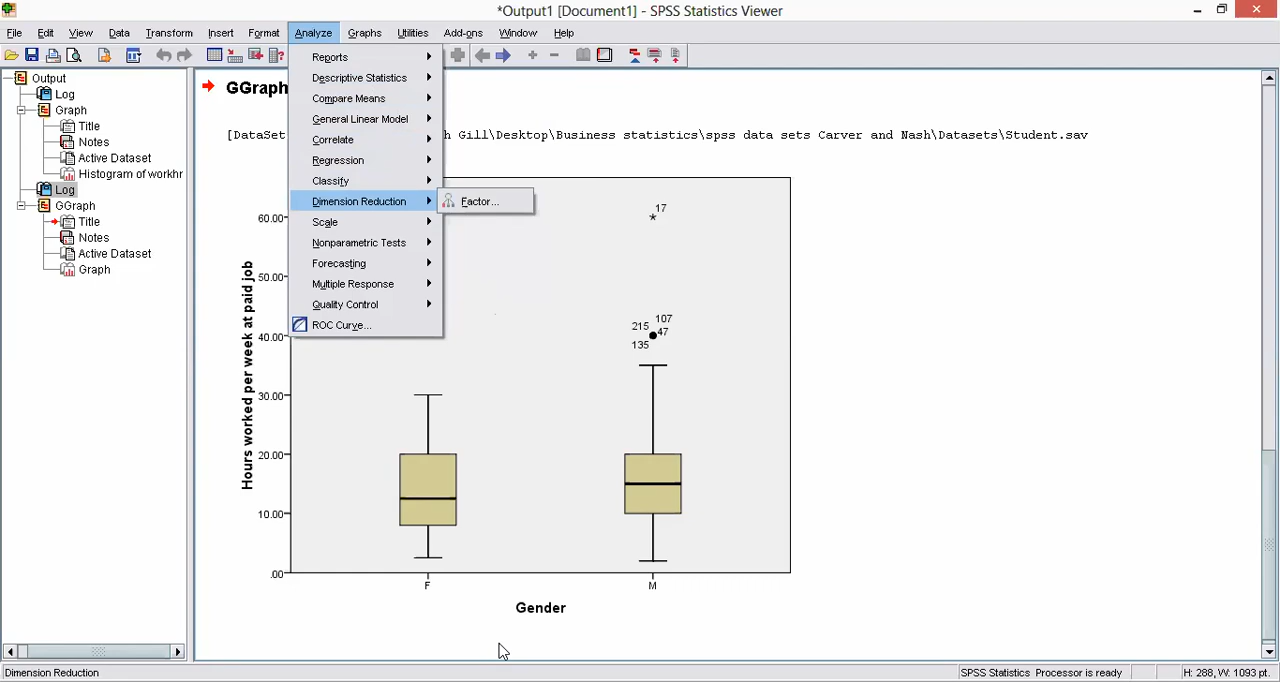 *Output1 [Document1] - SPSS Statistics Viewer
File Edit View Data Transform Insert Format Analyze Graphs Utilities Add-ons Window Help
Output
Log
Graph
Title
Notes
Active Dataset
Histogram of workhr
Log
GGraph
Title
Notes
Active Dataset
Graph
Reports
Descriptive Statistics
Compare Means
General Linear Model
Correlate
Regression
Classify
Dimension Reduction
Factor...
Scale
Nonparametric Tests
Forecasting
Multiple Response
Quality Control
ROC Curve...
GGraph
[DataSet h Gill\Desktop\Business statistics\spss data sets Carver and Nash\Datasets\Student.sav
Hours worked per week at paid job
60.00
50.00
40.00
30.00
20.00
10.00
.00
17
107
215
47
135
F
M
Gender
Dimension Reduction
SPSS Statistics Processor is ready
H: 288, W: 1093 pt.